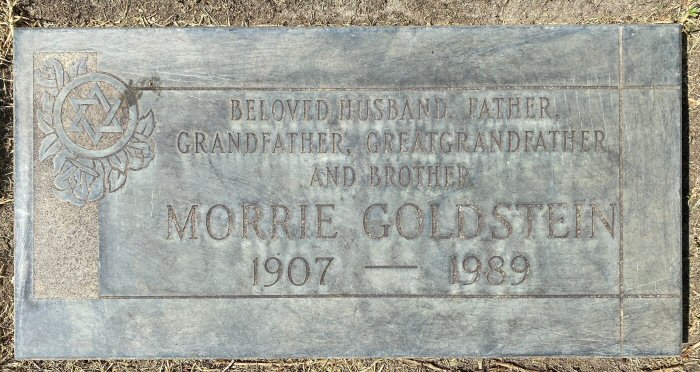 BELOVED HUSBAND, FATHER,
GRANDFATHER, GREATGRANDFATHER
AND BROTHER
MORRIE GOLDSTEIN
1907 — 1989